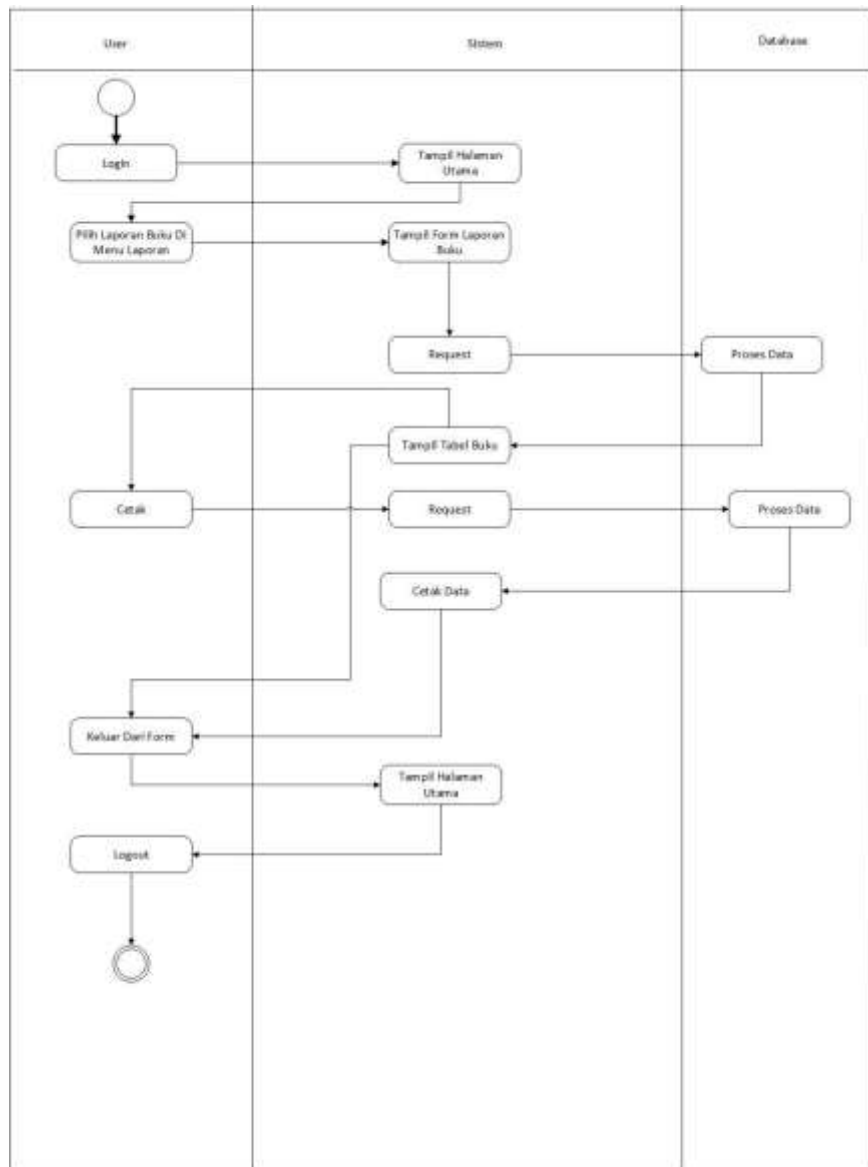 User
Sistem
Database
Login
Tampil Halaman
Utama
Pilih Laporan Buku Di
Menu Laporan
Tampil Form Laporan
Buku
Request
Proses Data
Tampil Tabel Buku
Cetak
Request
Proses Data
Cetak Data
Keluar Dari Form
Tampil Halaman
Utama
Logout